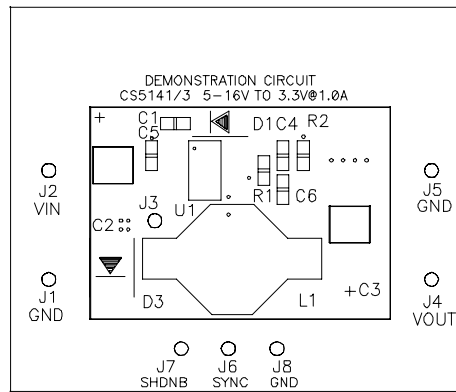 DEMONSTRATION CIRCUIT
CS5141/3 5-16V TO 3.3V@1.0A
+ C1 D1 C4 R2
C5
J2
VIN
J5
GND
J3
U1
R1
C6
C2
J1
GND
D3
L1
+C3
J4
VOUT
J7
SHDNB
J6
SYNC
J8
GND